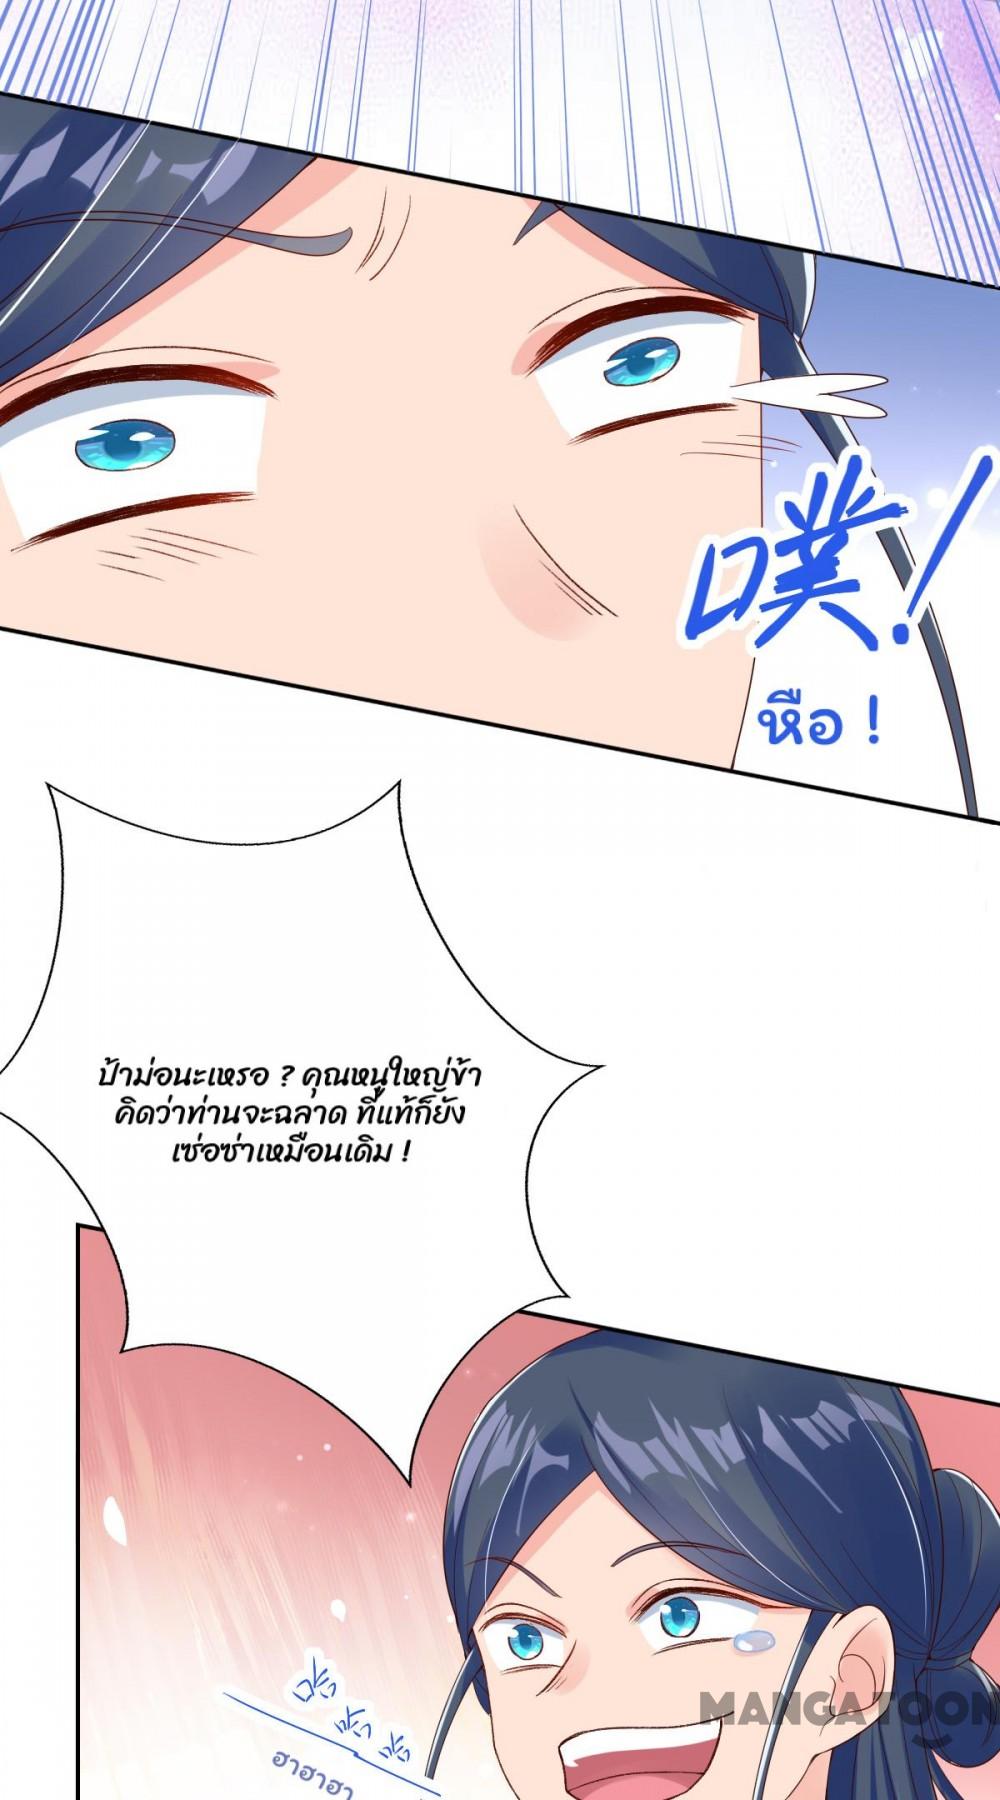 噗!
หือ !
ป้าม่อนะเหรอ ? คุณหนูใหญ่ข้า
คิดว่าท่านจะฉลาด ที่แท้ก็ยัง
เซ่อซ่าเหมือนเดิม !
哈哈哈
ฮาฮาฮา
MANGATOON